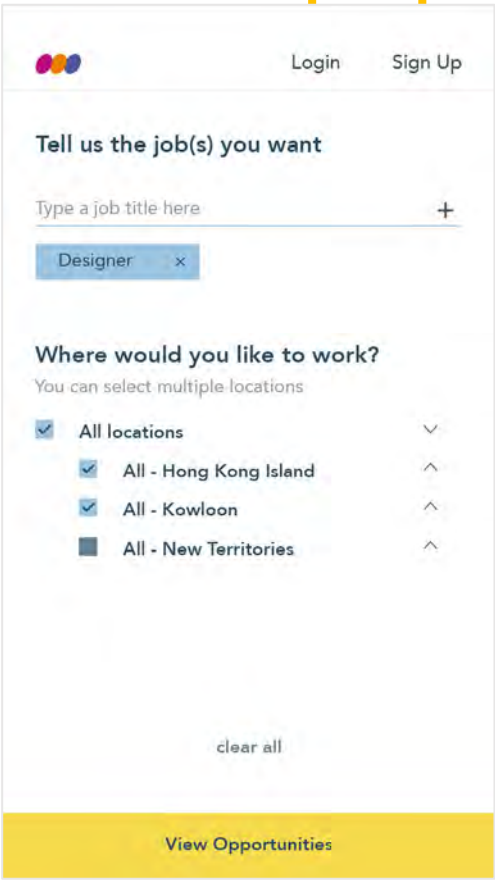 Login Sign Up
Tell us the job(s) you want
Type a job title here +
Designer ×
Where would you like to work?
You can select multiple locations
All locations
All - Hong Kong Island
All - Kowloon
All - New Territories
clear all
View Opportunities